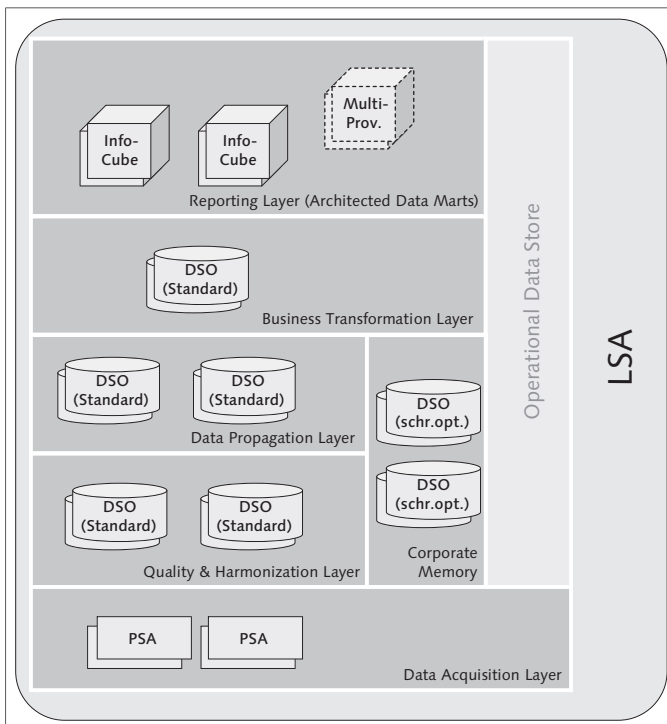 Info-
Cube
Info-
Cube
Multi-
Prov.
Reporting Layer (Architected Data Marts)
DSO
(Standard)
Business Transformation Layer
DSO
(Standard)
DSO
(Standard)
Data Propagation Layer
DSO
(Standard)
DSO
(Standard)
Quality & Harmonization Layer
DSO
(schr.opt.)
DSO
(schr.opt.)
Corporate
Memory
PSA
PSA
Data Acquisition Layer
Operational Data Store
LSA